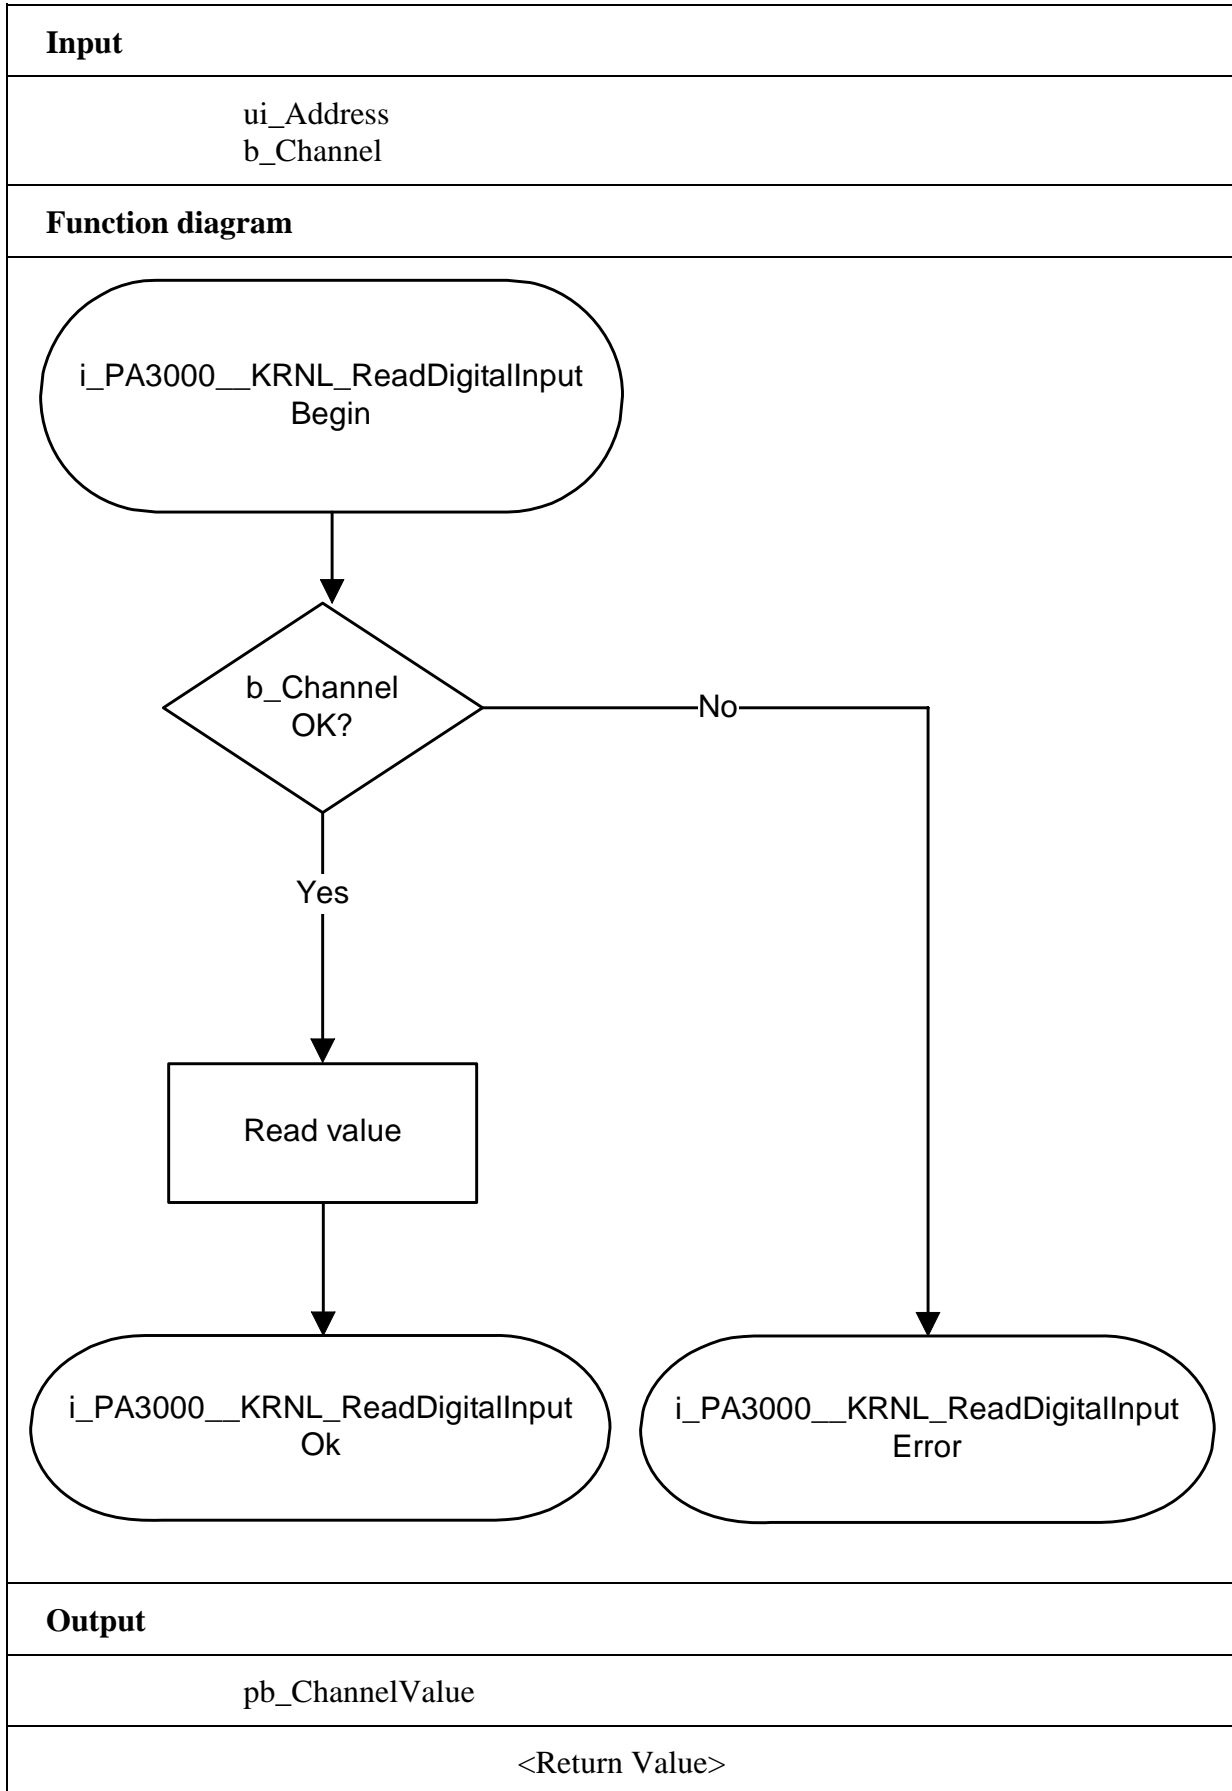 Input
ui_Address
b_Channel
Function diagram
i_PA3000__KRNL_ReadDigitalInput
Begin
b_Channel
OK?
No
Yes
Read value
i_PA3000__KRNL_ReadDigitalInput
Ok
i_PA3000__KRNL_ReadDigitalInput
Error
Output
pb_ChannelValue
<Return Value>